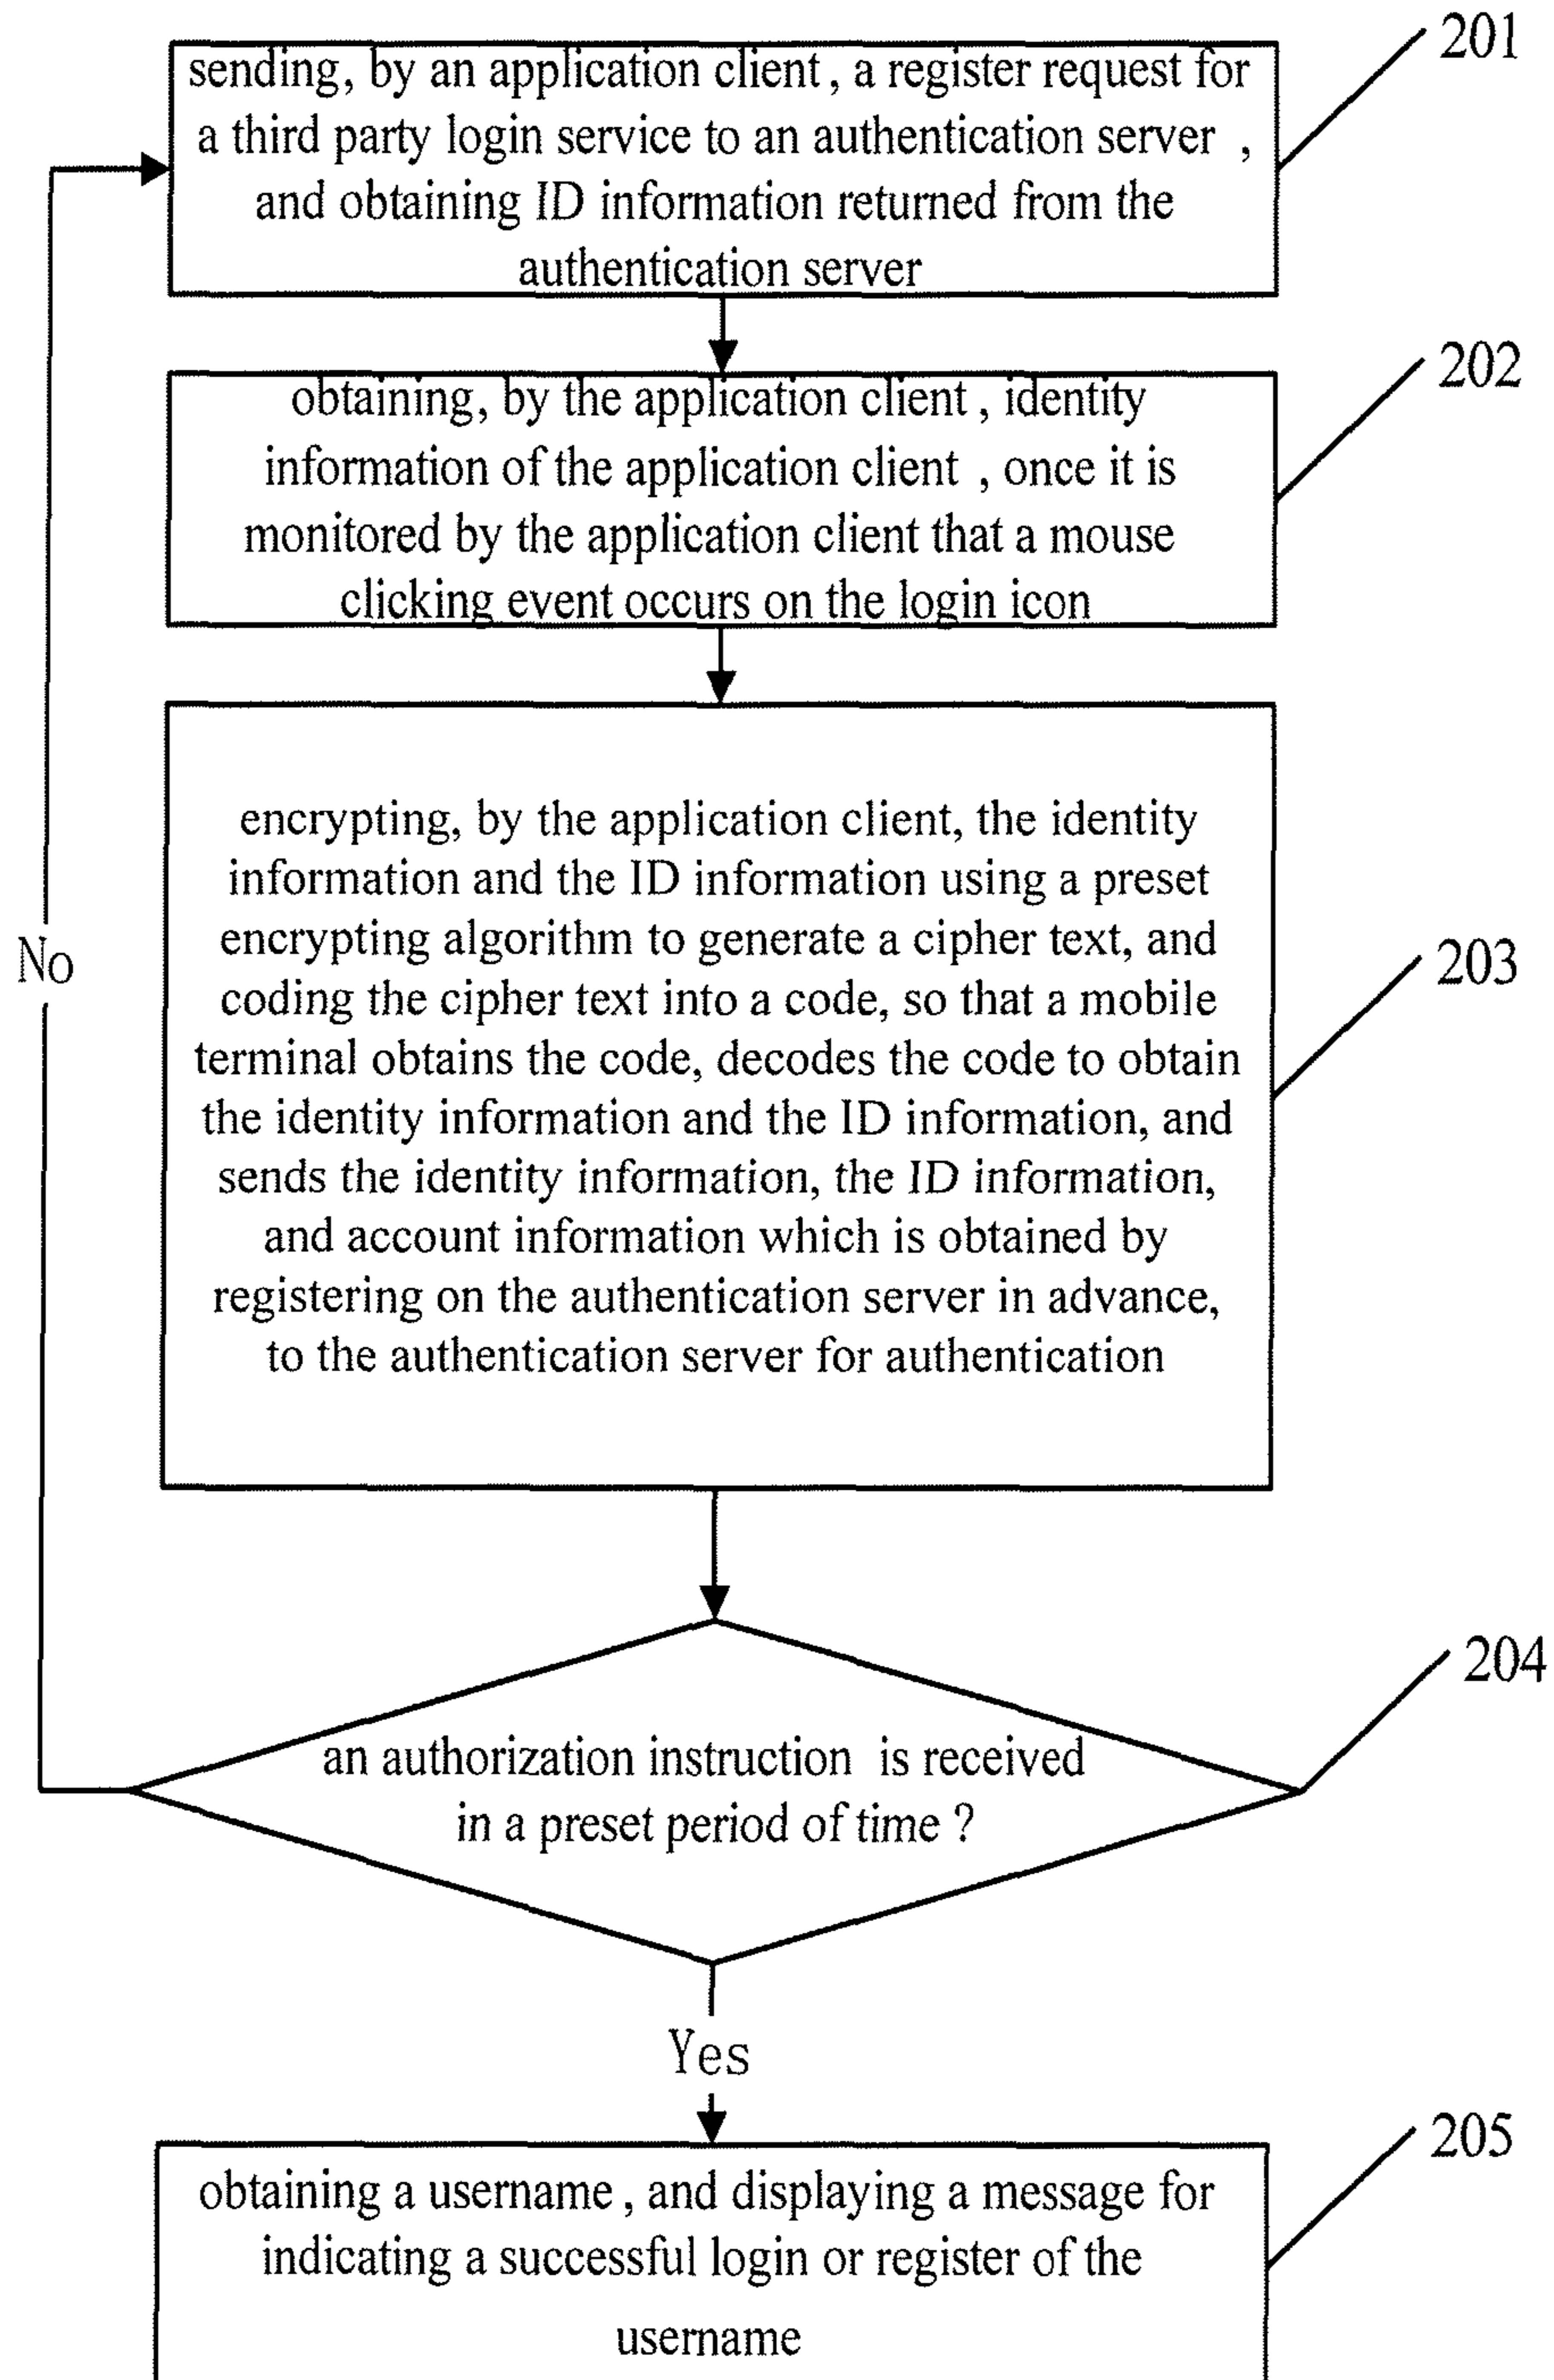 201
sending, by an application client, a register request for
a third party login service to an authentication server ,
and obtaining ID information returned from the
authentication server
202
obtaining, by the application client, identity
information of the application client , once it is
monitored by the application client that a mouse
clicking event occurs on the login icon
203
encrypting, by the application client, the identity
information and the ID information using a preset
encrypting algorithm to generate a cipher text, and
coding the cipher text into a code, so that a mobile
terminal obtains the code, decodes the code to obtain
the identity information and the ID information, and
sends the identity information, the ID information,
and account information which is obtained by
registering on the authentication server in advance,
to the authentication server for authentication
No
204
an authorization instruction is received
in a preset period of time ?
Yes
205
obtaining a username , and displaying a message for
indicating a successful login or register of the
username